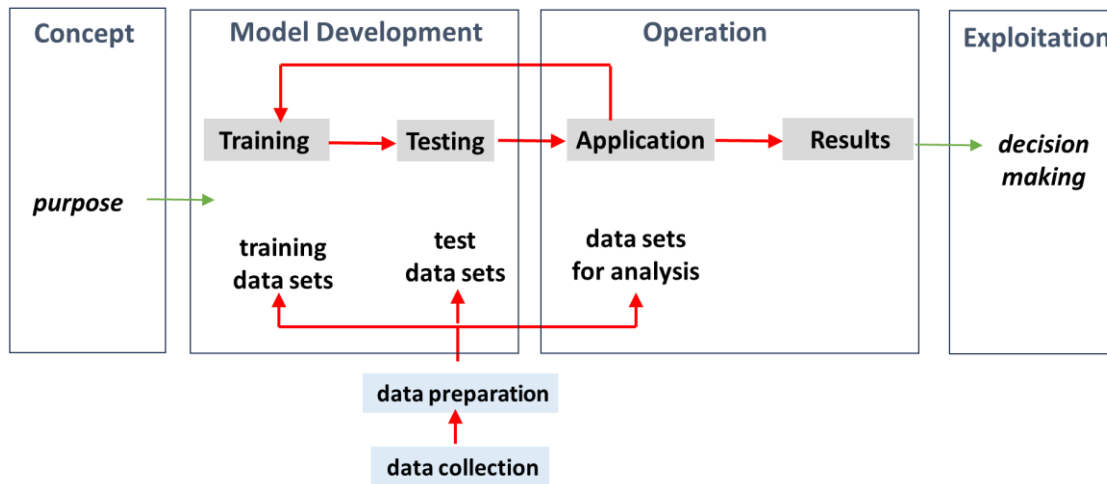 Concept
Model Development
Operation
Exploitation
Training
Testing
Application
Results
decision
making
purpose
training
data sets
test
data sets
data sets
for analysis
data preparation
data collection